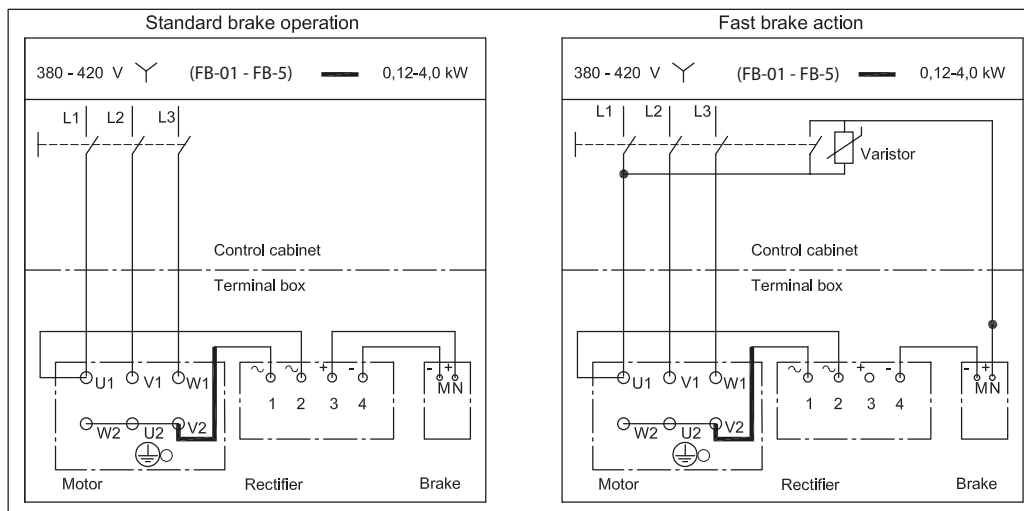 Standard brake operation
380 - 420 V (FB-01 - FB-5) 0,12-4,0 kW
L1 L2 L3
Control cabinet
Terminal box
U1 V1 W1
~ ~ + -
1 2 3 4
- +
MN
W2 U2 V2
Motor Rectifier Brake
Fast brake action
380 - 420 V (FB-01 - FB-5) 0,12-4,0 kW
L1 L2 L3
Varistor
Control cabinet
Terminal box
U1 V1 W1
~ ~ + -
1 2 3 4
- +
MN
W2 U2 V2
Motor Rectifier Brake